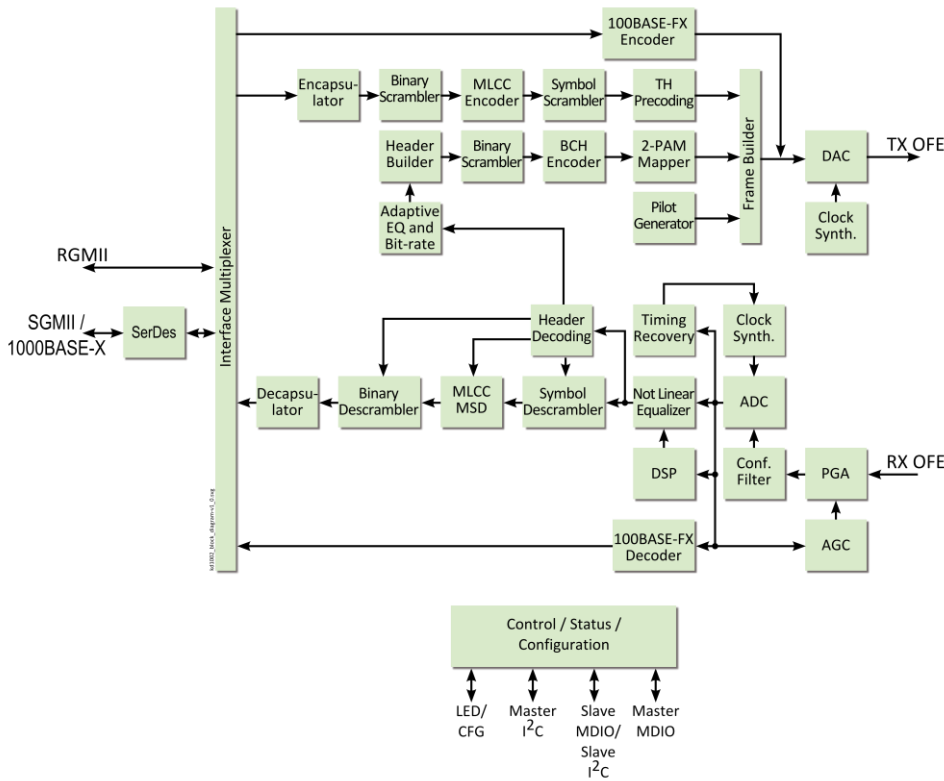 100BASE-FX
Encoder
Encapsu-
lator
Binary
Scrambler
MLCC
Encoder
Symbol
Scrambler
TH
Precoding
Header
Builder
Binary
Scrambler
BCH
Encoder
2-PAM
Mapper
Frame Builder
DAC
TX OFE
Adaptive
EQ and
Bit-rate
Pilot
Generator
Clock
Synth.
RGMII
Interface Multiplexer
SGMII /
1000BASE-X
SerDes
Header
Decoding
Timing
Recovery
Clock
Synth.
Decapsu-
lator
Binary
Descrambler
MLCC
MSD
Symbol
Descrambler
Not Linear
Equalizer
ADC
DSP
Conf.
Filter
PGA
RX OFE
100BASE-FX
Decoder
AGC
Control / Status /
Configuration
LED/
CFG
Master
I²C
Slave
MDIO/
Slave
I²C
Master
MDIO